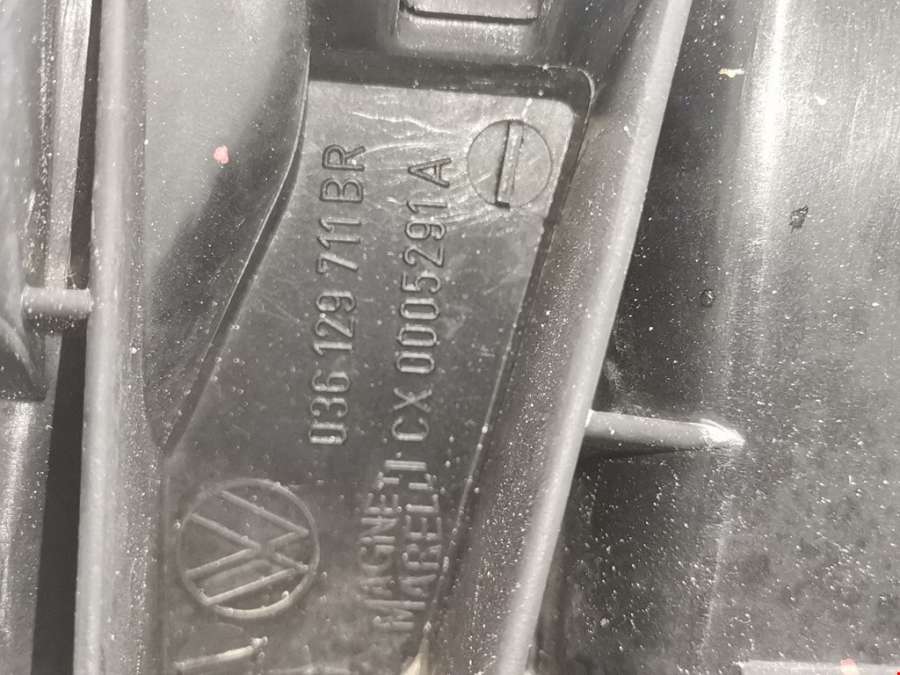 036 129 711 BR
MAGNETI
MARELLI CX 0005291 A